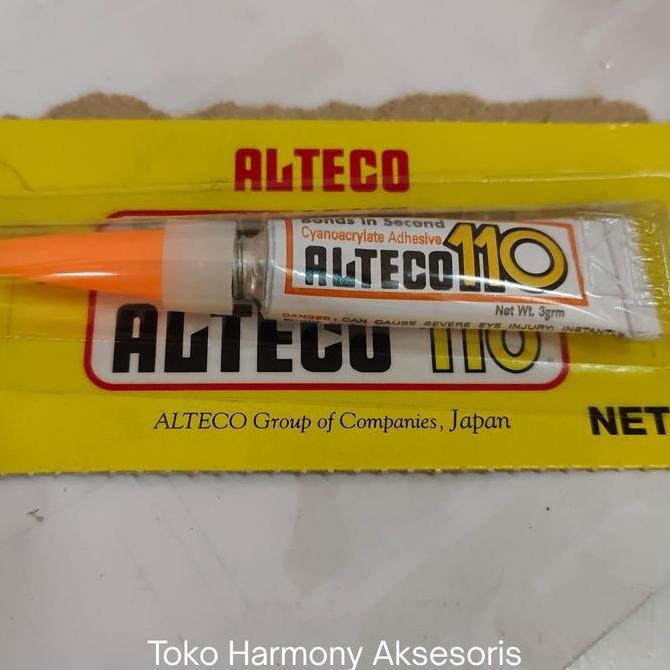 ALTECO
Bonds in Second
Cyanoacrylate Adhesive
ALTECO 110
Net Wt. 3grm
DANGER: CAN CAUSE SEVERE EYE INJURY. INSTANTLY
ALTECO 110
ALTECO Group of Companies, Japan
NET
Toko Harmony Aksesoris